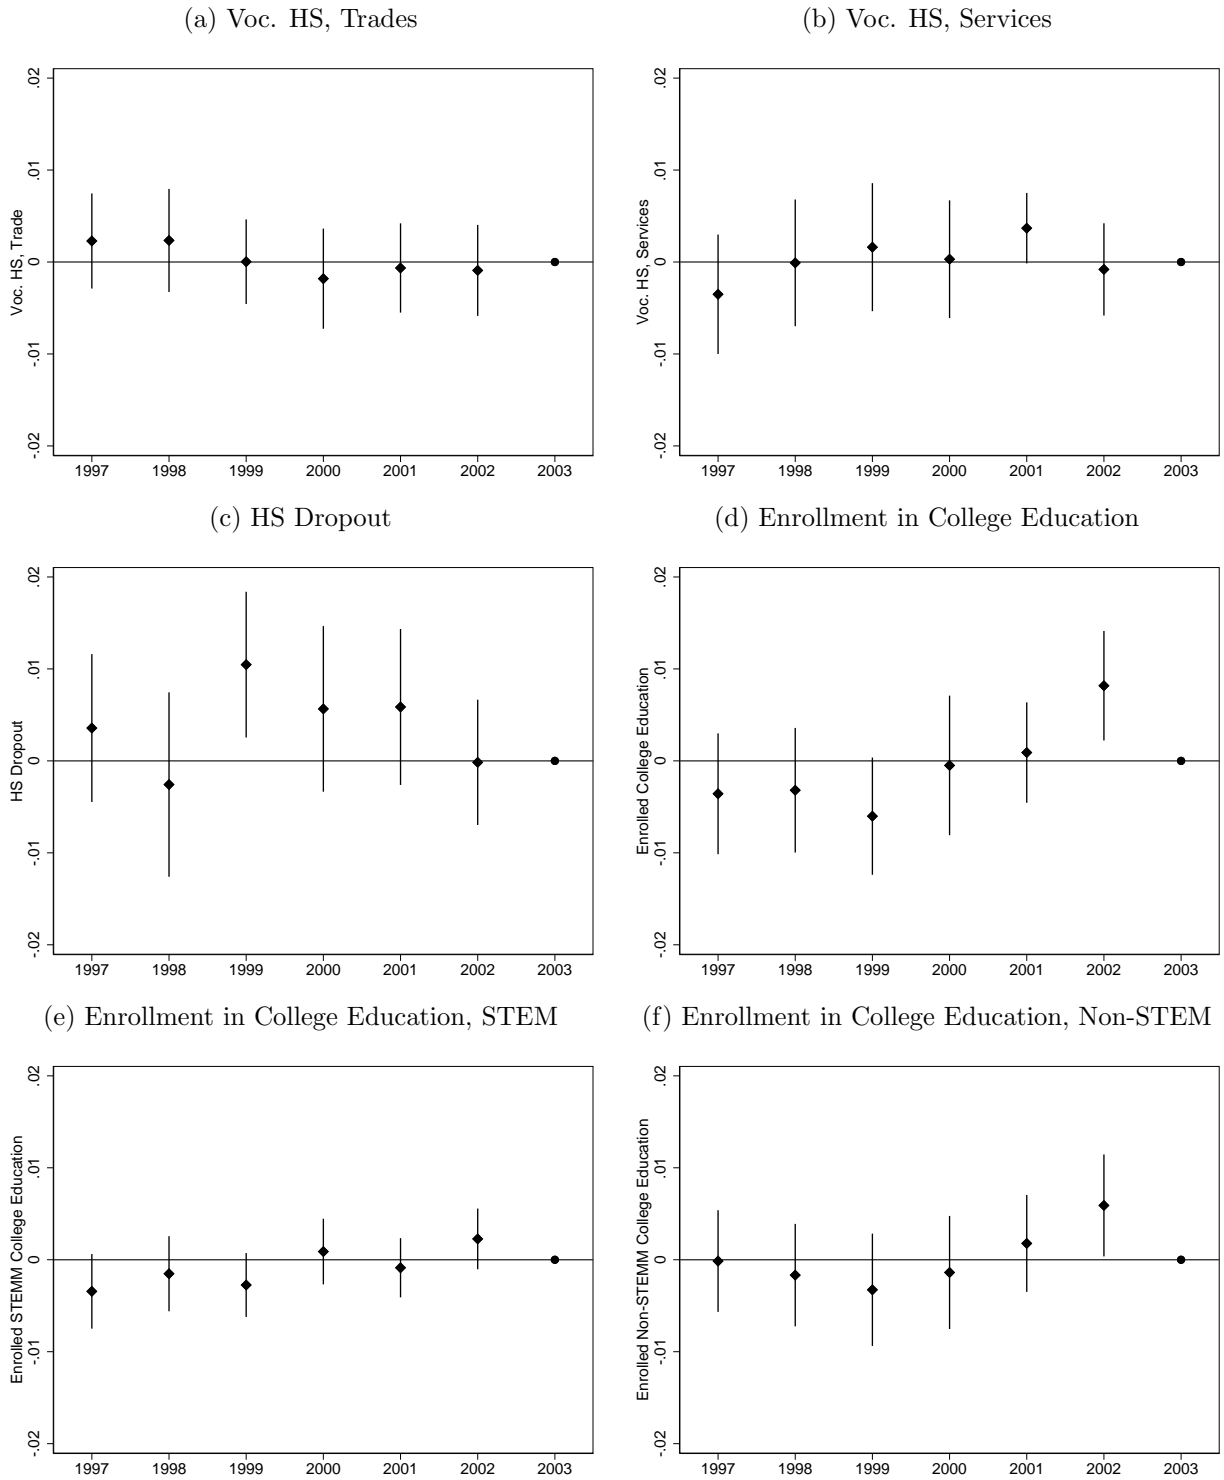 (a) Voc. HS, Trades
Voc. HS, Trade
.02
.01
0
-.01
-.02
1997 1998 1999 2000 2001 2002 2003
(b) Voc. HS, Services
Voc. HS, Services
.02
.01
0
-.01
-.02
1997 1998 1999 2000 2001 2002 2003
(c) HS Dropout
HS Dropout
.02
.01
0
-.01
-.02
1997 1998 1999 2000 2001 2002 2003
(d) Enrollment in College Education
Enrolled College Education
.02
.01
0
-.01
-.02
1997 1998 1999 2000 2001 2002 2003
(e) Enrollment in College Education, STEM
Enrolled STEMM College Education
.02
.01
0
-.01
-.02
1997 1998 1999 2000 2001 2002 2003
(f) Enrollment in College Education, Non-STEM
Enrolled Non-STEMM College Education
.02
.01
0
-.01
-.02
1997 1998 1999 2000 2001 2002 2003